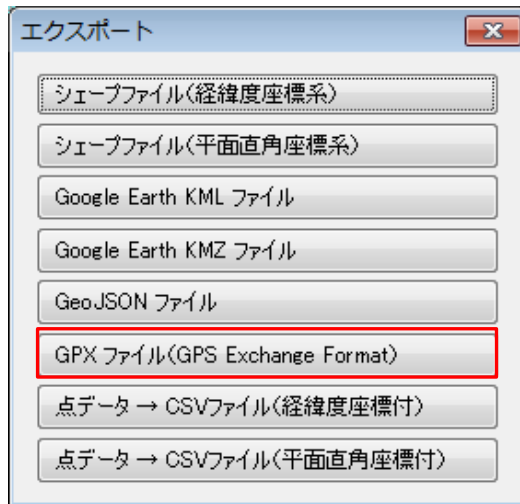 エクスポート
シェープファイル(経緯度座標系)
シェープファイル(平面直角座標系)
Google Earth KML ファイル
Google Earth KMZ ファイル
GeoJSON ファイル
GPX ファイル(GPS Exchange Format)
点データ → CSVファイル(経緯度座標付)
点データ → CSVファイル(平面直角座標付)